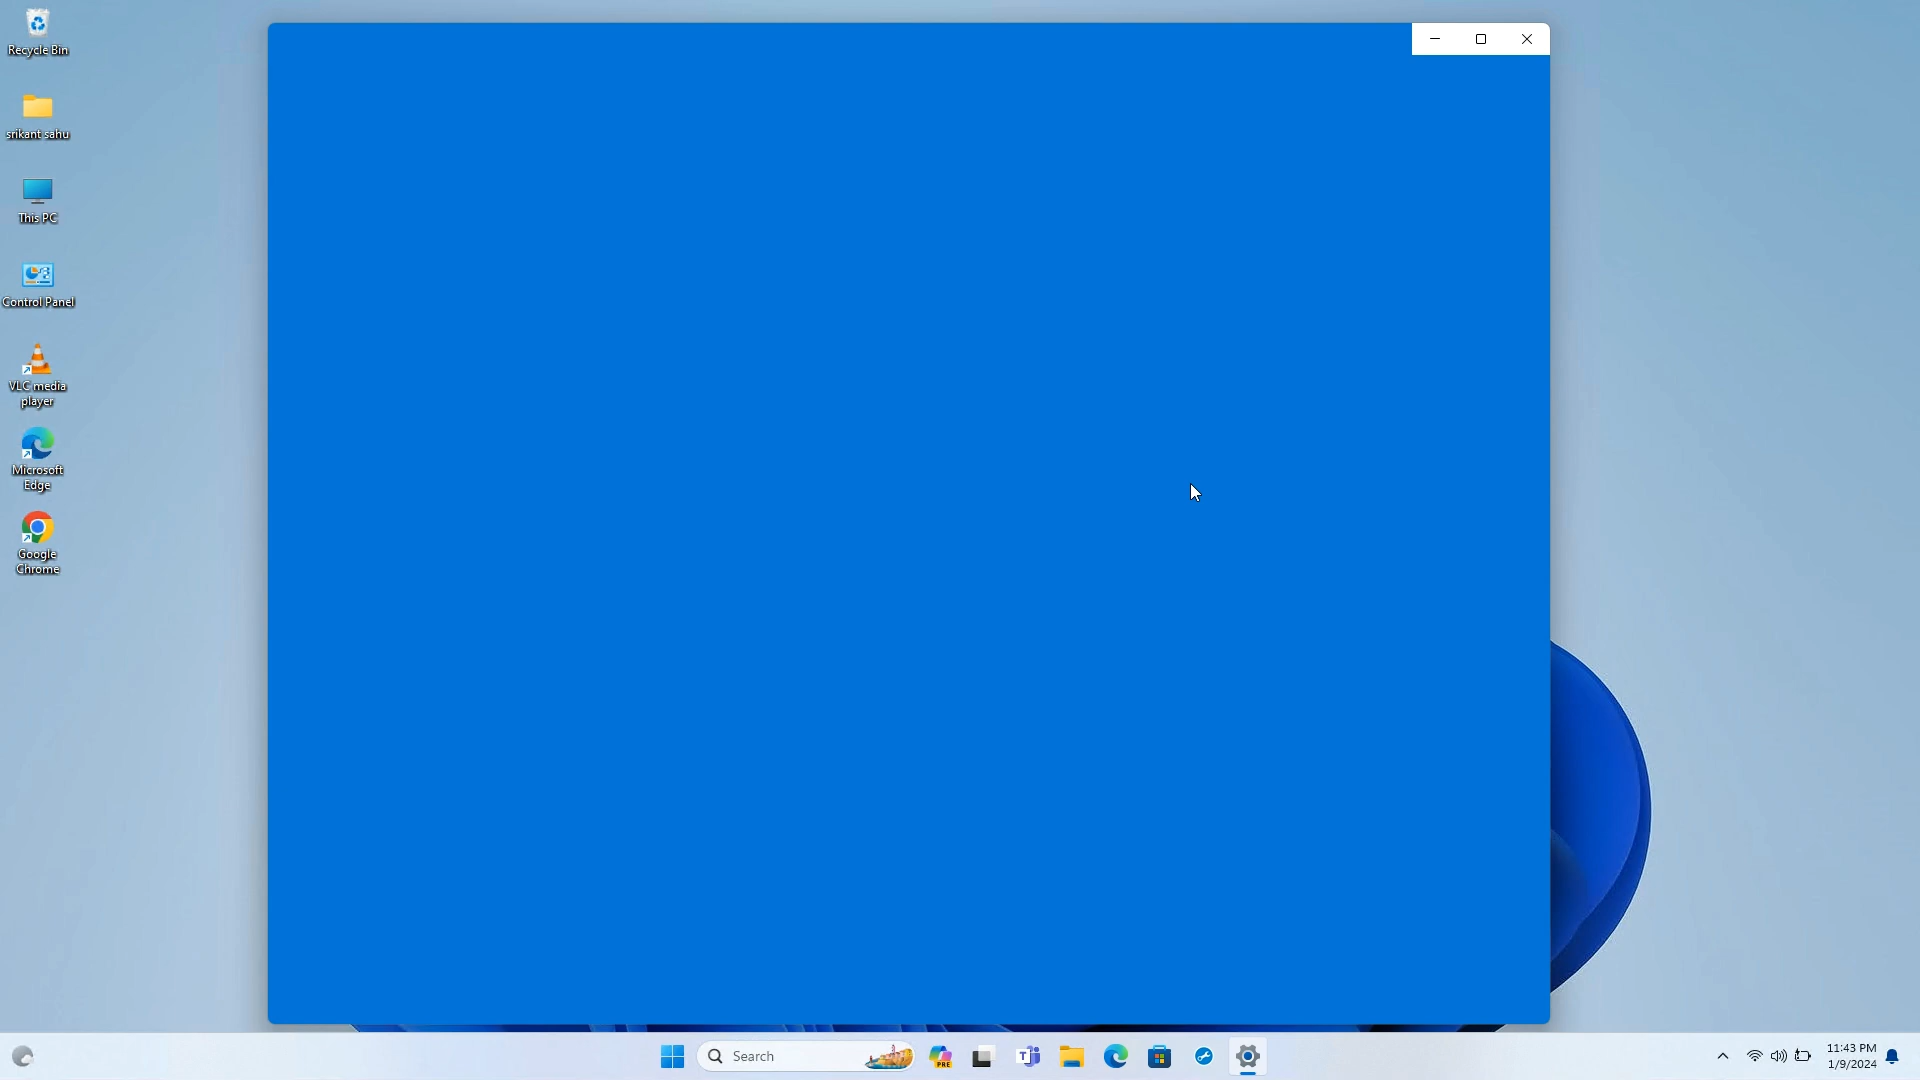 Recycle Bin
srikant sahu
This PC
Control Panel
VLC media
player
Microsoft
Edge
Google
Chrome
Search
PRE
11:43 PM
1/9/2024